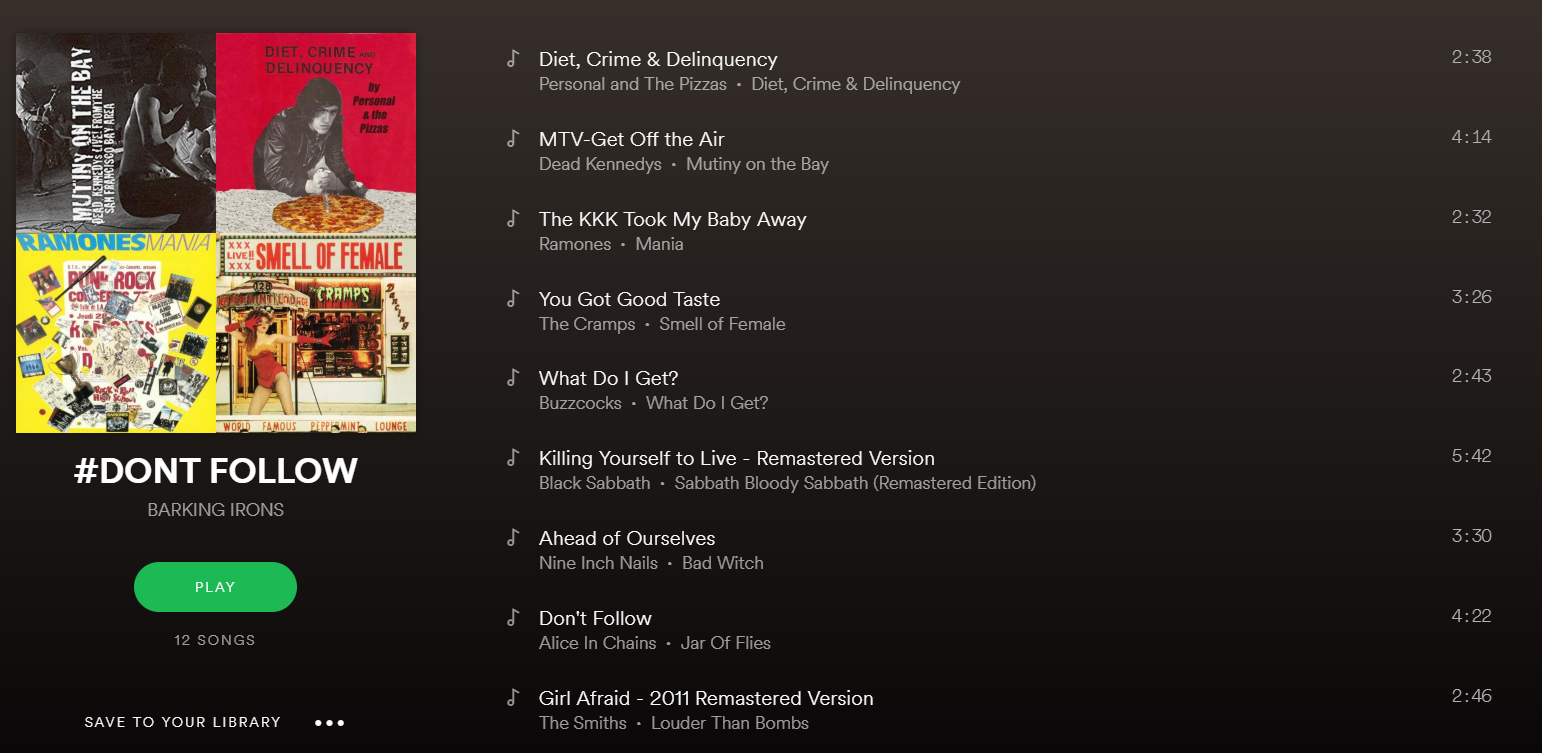 MUTINY ON THE BAY
DEAD KENNEDYS LIVE! FROM THE
SAN FRANCISCO BAY AREA
DIET, CRIME AND
DELINQUENCY
by
Personal
& the
Pizzas
RAMONES MANIA
PUNK ROCK
XXX LIVE!! XXX
SMELL OF FEMALE
CRAMPS
Dancing
WORLD FAMOUS PEPPERMINT LOUNGE
#DONT FOLLOW
BARKING IRONS
PLAY
12 SONGS
SAVE TO YOUR LIBRARY
Diet, Crime & Delinquency 2:38
Personal and The Pizzas • Diet, Crime & Delinquency
MTV-Get Off the Air 4:14
Dead Kennedys • Mutiny on the Bay
The KKK Took My Baby Away 2:32
Ramones • Mania
You Got Good Taste 3:26
The Cramps • Smell of Female
What Do I Get? 2:43
Buzzcocks • What Do I Get?
Killing Yourself to Live - Remastered Version 5:42
Black Sabbath • Sabbath Bloody Sabbath (Remastered Edition)
Ahead of Ourselves 3:30
Nine Inch Nails • Bad Witch
Don't Follow 4:22
Alice In Chains • Jar Of Flies
Girl Afraid - 2011 Remastered Version 2:46
The Smiths • Louder Than Bombs